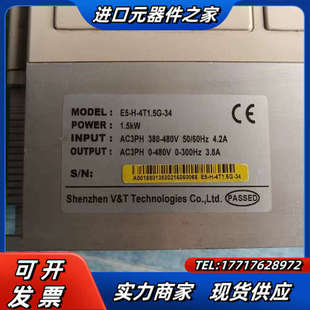 进口元器件之家
MODEL: E5-H-4T1.5G-34
POWER: 1.5kW
INPUT: AC3PH 380-480V 50/60Hz 4.2A
OUTPUT: AC3PH 0-480V 0-300Hz 3.8A
S/N:
E5-H-4T1.5G-34
Shenzhen V&T Technologies Co.,Ltd.
PASSED
可开发票
TEL:17717628972
实力商家 现货供应